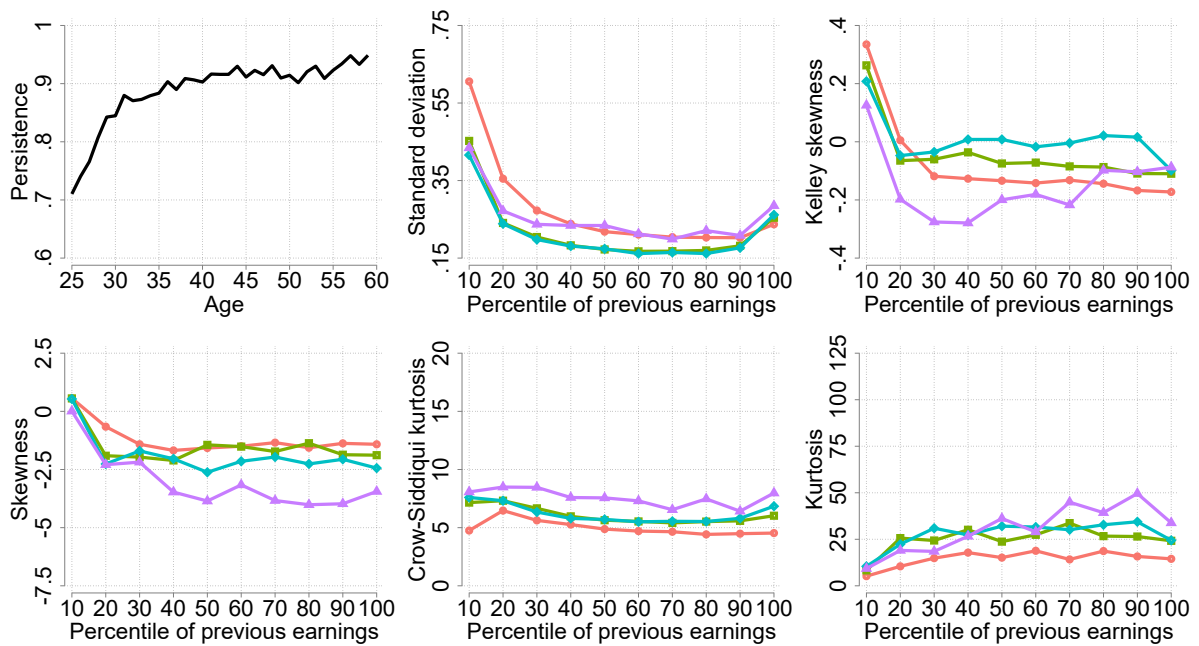 Persistence
1
.9
.8
.7
.6
25 30 35 40 45 50 55 60
Age
Standard deviation
.75
.55
.35
.15
10 20 30 40 50 60 70 80 90 100
Percentile of previous earnings
Kelley skewness
.4
.2
0
-.2
-.4
10 20 30 40 50 60 70 80 90 100
Percentile of previous earnings
Skewness
2.5
0
-2.5
-5
-7.5
10 20 30 40 50 60 70 80 90 100
Percentile of previous earnings
Crow-Siddiqui kurtosis
20
15
10
5
0
10 20 30 40 50 60 70 80 90 100
Percentile of previous earnings
Kurtosis
125
100
75
50
25
0
10 20 30 40 50 60 70 80 90 100
Percentile of previous earnings